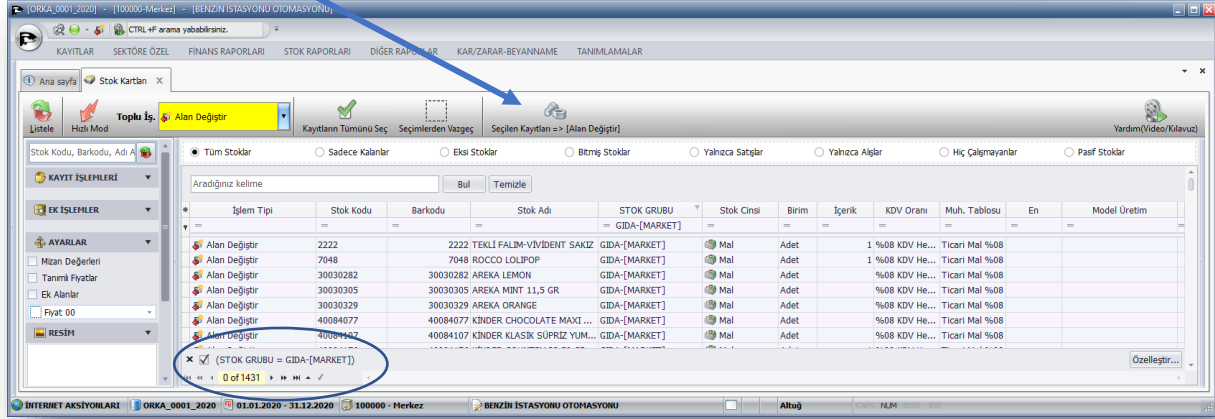 [ORKA_0001_2020] - [100000-Merkez] - [BENZİN İSTASYONU OTOMASYONU]
CTRL+F arama yababilirsiniz.
KAYITLAR SEKTÖRE ÖZEL FİNANS RAPORLARI STOK RAPORLARI DİĞER RAPORLAR KAR/ZARAR-BEYANNAME TANIMLAMALAR
Ana sayfa Stok Kartları X
Listele Hızlı Mod Toplu İş. Alan Değiştir Kayıtların Tümünü Seç Seçimlerden Vazgeç Seçilen Kayıtları => [Alan Değiştir] Yardım(Video/Kılavuz)
Stok Kodu, Barkodu, Adı A
Tüm Stoklar Sadece Kalanlar Eksi Stoklar Bitmiş Stoklar Yalnızca Satışlar Yalnızca Alışlar Hiç Çalışmayanlar Pasif Stoklar
KAYIT İŞLEMLERİ
EK İŞLEMLER
AYARLAR
Mizan Değerleri
Tanımlı Fiyatlar
Ek Alanlar
Fiyat 00
RESİM
Aradığınız kelime Bul Temizle
İşlem Tipi Stok Kodu Barkodu Stok Adı STOK GRUBU Stok Cinsi Birim İçerik KDV Oranı Muh. Tablosu En Model Üretim
= = = = = GIDA-[MARKET] = = = = = = =
Alan Değiştir 2222 2222 TEKLİ FALIM-VİVİDENT SAKIZ GIDA-[MARKET] Mal Adet 1 %08 KDV He... Ticari Mal %08
Alan Değiştir 7048 7048 ROCCO LOLIPOP GIDA-[MARKET] Mal Adet 1 %08 KDV He... Ticari Mal %08
Alan Değiştir 30030282 30030282 AREKA LEMON GIDA-[MARKET] Mal Adet %08 KDV He... Ticari Mal %08
Alan Değiştir 30030305 30030305 AREKA MINT 11,5 GR GIDA-[MARKET] Mal Adet %08 KDV He... Ticari Mal %08
Alan Değiştir 30030329 30030329 AREKA ORANGE GIDA-[MARKET] Mal Adet %08 KDV He... Ticari Mal %08
Alan Değiştir 40084077 40084077 KİNDER CHOCOLATE MAXI ... GIDA-[MARKET] Mal Adet %08 KDV He... Ticari Mal %08
Alan Değiştir 40084107 40084107 KİNDER KLASİK SÜPRİZ YUM... GIDA-[MARKET] Mal Adet %08 KDV He... Ticari Mal %08
(STOK GRUBU = GIDA-[MARKET]) Özelleştir...
0 of 1431
İNTERNET AKSİYONLARI ORKA_0001_2020 01.01.2020 - 31.12.2020 100000 - Merkez BENZİN İSTASYONU OTOMASYONU Altuğ CAPS NUM